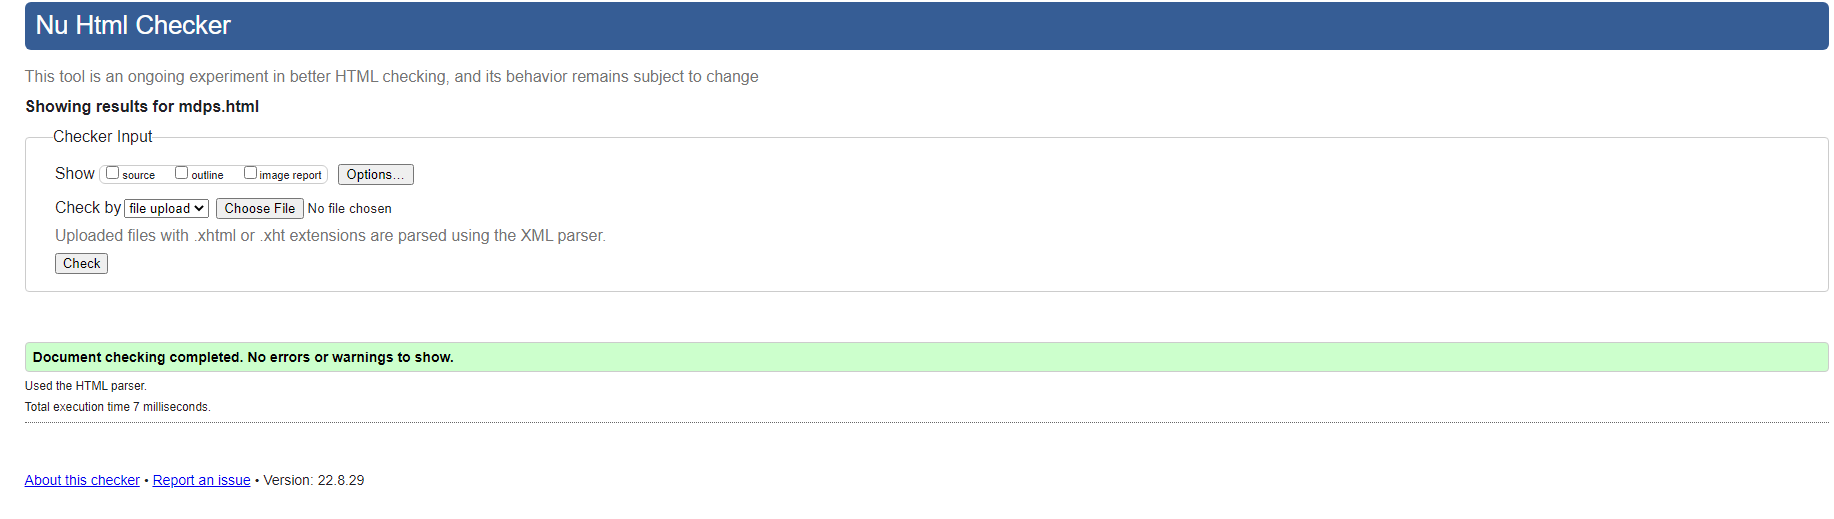 Nu Html Checker
This tool is an ongoing experiment in better HTML checking, and its behavior remains subject to change
Showing results for mdps.html
Checker Input
Show source outline image report Options...
Check by file upload Choose File No file chosen
Uploaded files with .xhtml or .xht extensions are parsed using the XML parser.
Check
Document checking completed. No errors or warnings to show.
Used the HTML parser.
Total execution time 7 milliseconds.
About this checker • Report an issue • Version: 22.8.29